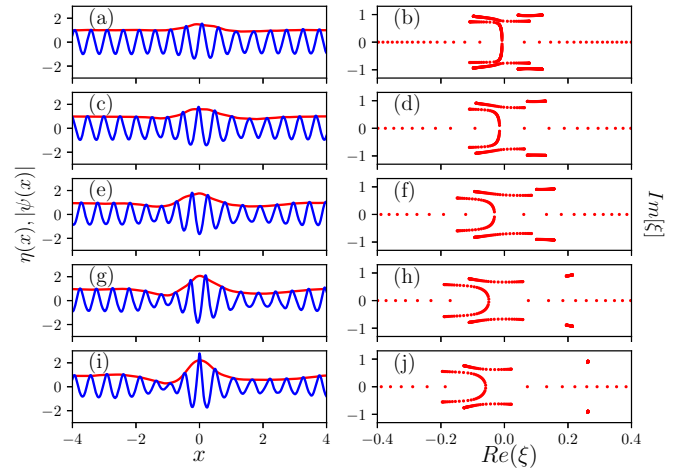 (a)
2
0
−2
(b)
1
0
−1
(c)
2
0
−2
(d)
1
0
−1
(e)
2
0
−2
(f)
1
0
−1
(g)
2
0
−2
(h)
1
0
−1
(i)
2
0
−2
(j)
1
0
−1
−4 −2 0 2 4
−0.4 −0.2 0.0 0.2 0.4
x
Re(ξ)
η(x), |ψ(x)|
Im[ξ]